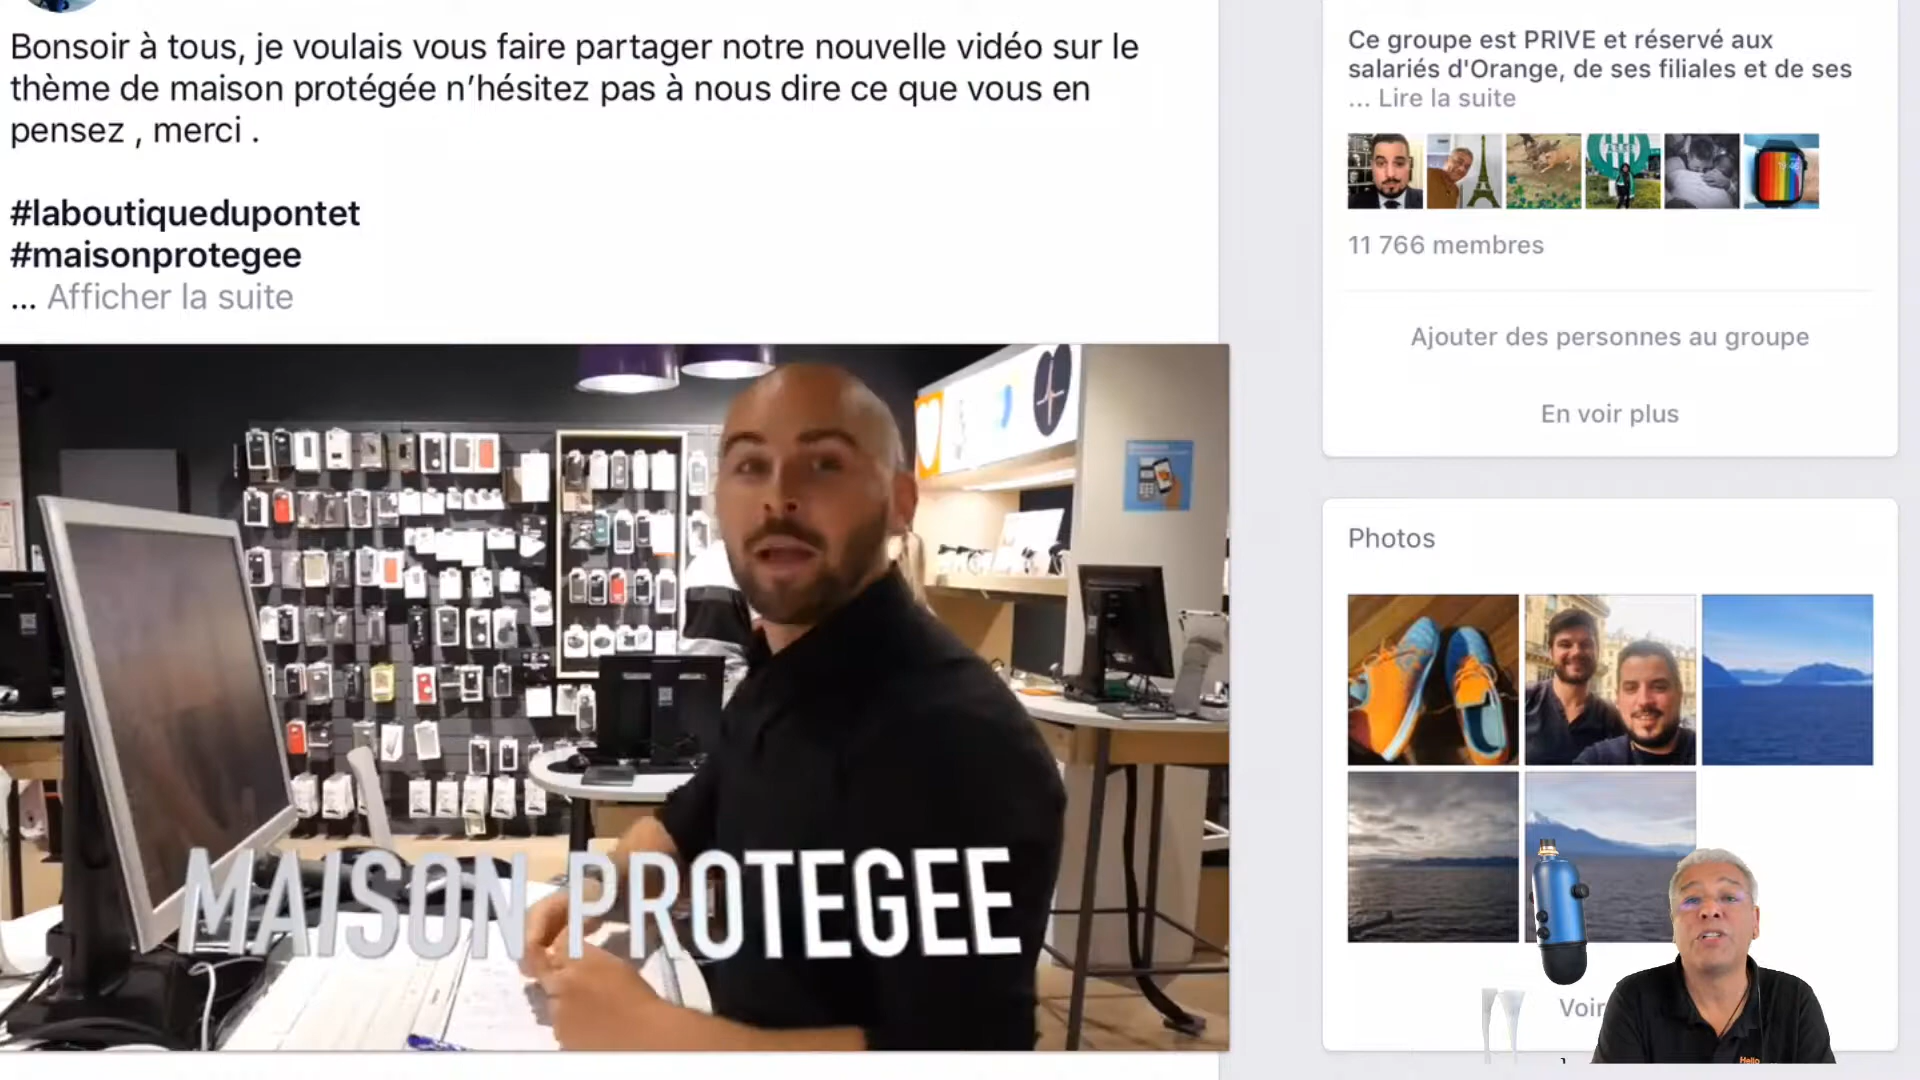 Bonsoir à tous, je voulais vous faire partager notre nouvelle vidéo sur le
thème de maison protégée n’hésitez pas à nous dire ce que vous en
pensez , merci .
#laboutiquedupontet
#maisonprotegee
... Afficher la suite
MAISON PROTEGEE
Ce groupe est PRIVE et réservé aux
salariés d'Orange, de ses filiales et de ses
... Lire la suite
11 766 membres
Ajouter des personnes au groupe
En voir plus
Photos
Voir
Hello